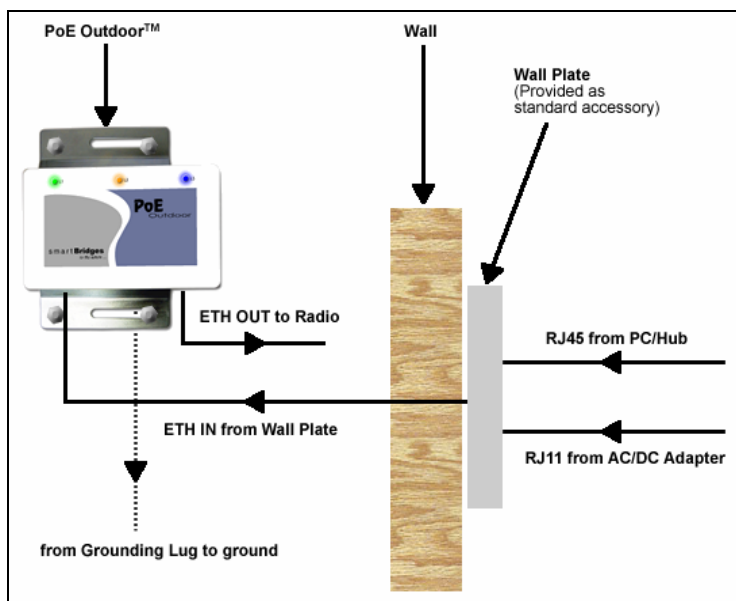 PoE Outdoor™
Wall
Wall Plate
(Provided as
standard accessory)
PoE
Outdoor
smartBridges
ETH OUT to Radio
RJ45 from PC/Hub
ETH IN from Wall Plate
RJ11 from AC/DC Adapter
from Grounding Lug to ground